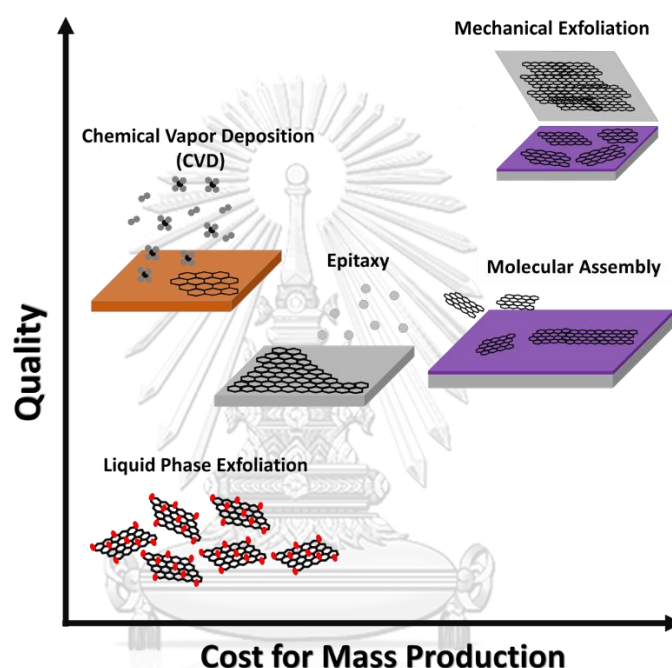 Mechanical Exfoliation
Chemical Vapor Deposition
(CVD)
Epitaxy
Molecular Assembly
Quality
Liquid Phase Exfoliation
Cost for Mass Production